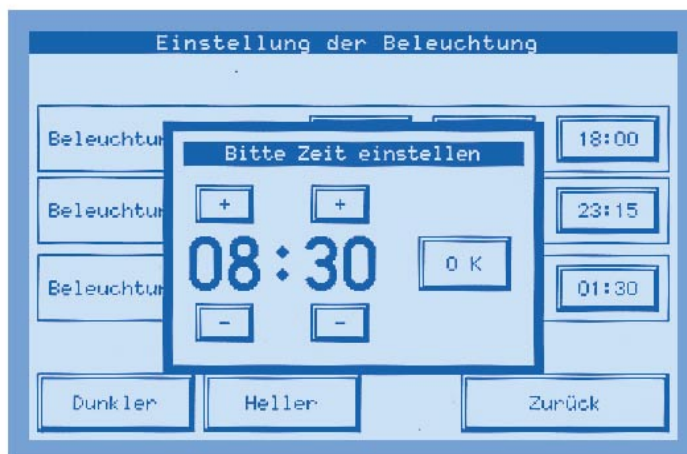 Einstellung der Beleuchtung
Beleuchtun
18:00
Bitte Zeit einstellen
+ +
Beleuchtun
23:15
08:30
O K
Beleuchtun
01:30
- -
Dunkler Heller Zurück